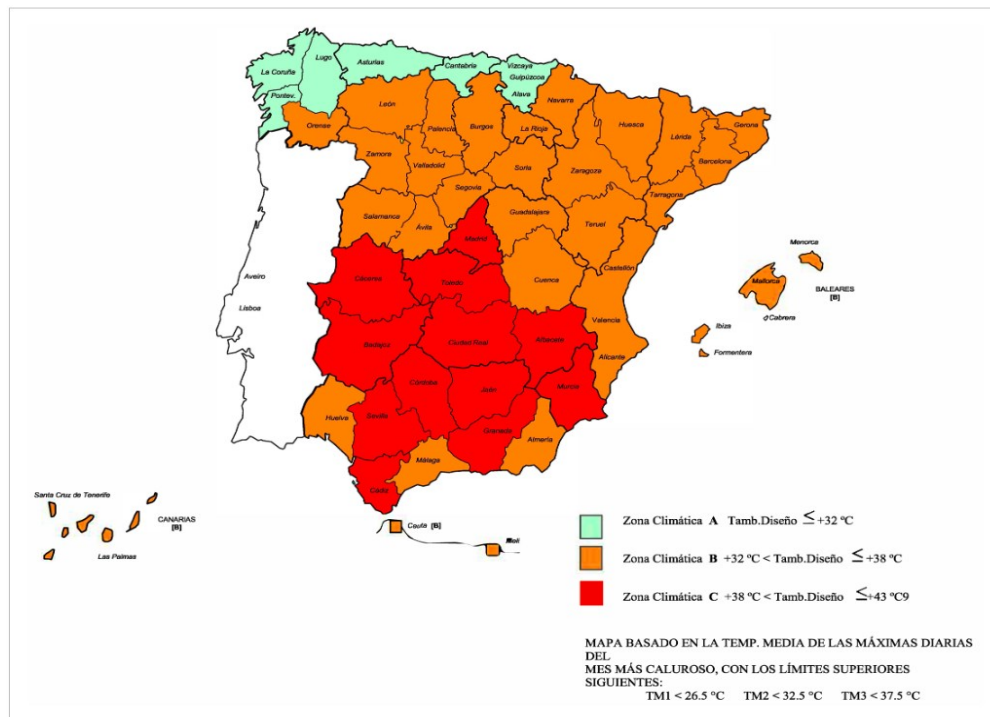 Lugo
La Coruña
Asturias
Cantabria
Vizcaya
Guipúzcoa
Pontev.
Alava
Navarra
León
Orense
Palencia
Burgos
La Rioja
Huesca
Lérida
Gerona
Barcelona
Zamora
Valladolid
Soria
Zaragoza
Tarragona
Segovia
Salamanca
Ávila
Guadalajara
Teruel
Madrid
Castellón
Menorca
Mallorca
BALEARES
[B]
Cabrera
Aveiro
Lisboa
Cáceres
Toledo
Cuenca
Valencia
Ibiza
Formentera
Badajoz
Ciudad Real
Albacete
Alicante
Córdoba
Jaén
Murcia
Huelva
Sevilla
Granada
Almería
Málaga
Cádiz
Santa Cruz de Tenerife
CANARIAS
[B]
Las Palmas
Ceuta [B]
Meli
Zona Climática A Tamb.Diseño ≤ +32 ºC
Zona Climática B +32 ºC < Tamb.Diseño ≤ +38 ºC
Zona Climática C +38 ºC < Tamb.Diseño ≤+43 ºC9
MAPA BASADO EN LA TEMP. MEDIA DE LAS MÁXIMAS DIARIAS
DEL
MES MÁS CALUROSO, CON LOS LÍMITES SUPERIORES
SIGUIENTES:
TM1 < 26.5 ºC TM2 < 32.5 ºC TM3 < 37.5 ºC